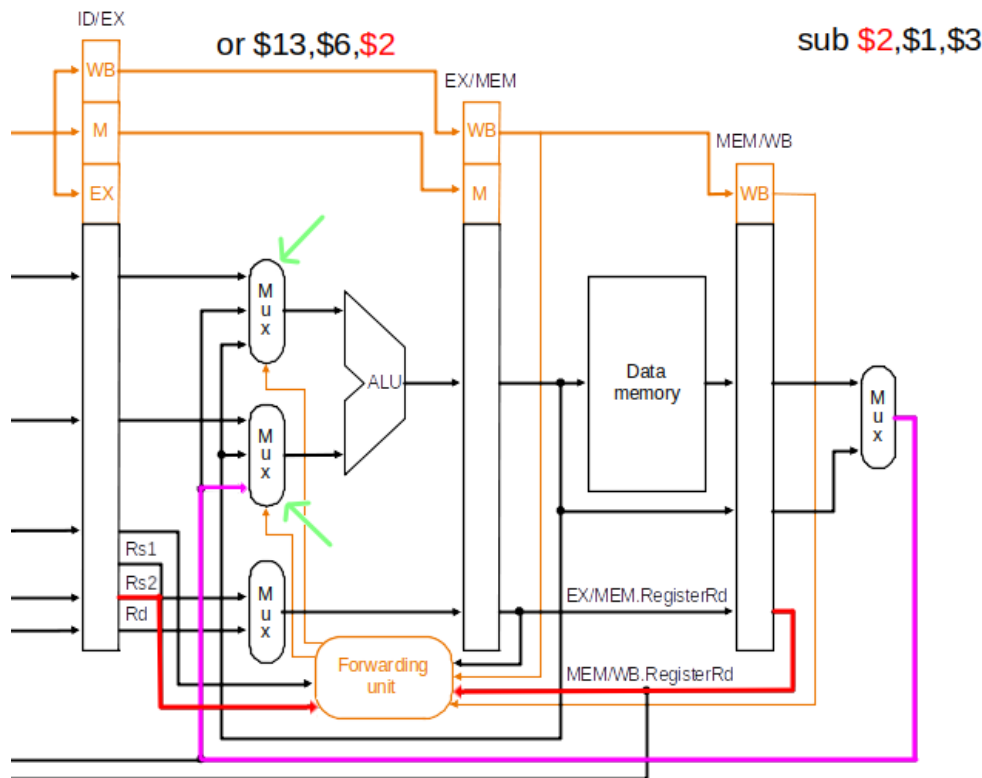 ID/EX
or $13,$6,$2
sub $2,$1,$3
WB
EX/MEM
M
WB
MEM/WB
EX
M
WB
Mux
ALU
Data
memory
Mux
Mux
Rs1
Rs2
Rd
Mux
EX/MEM.RegisterRd
Forwarding
unit
MEM/WB.RegisterRd